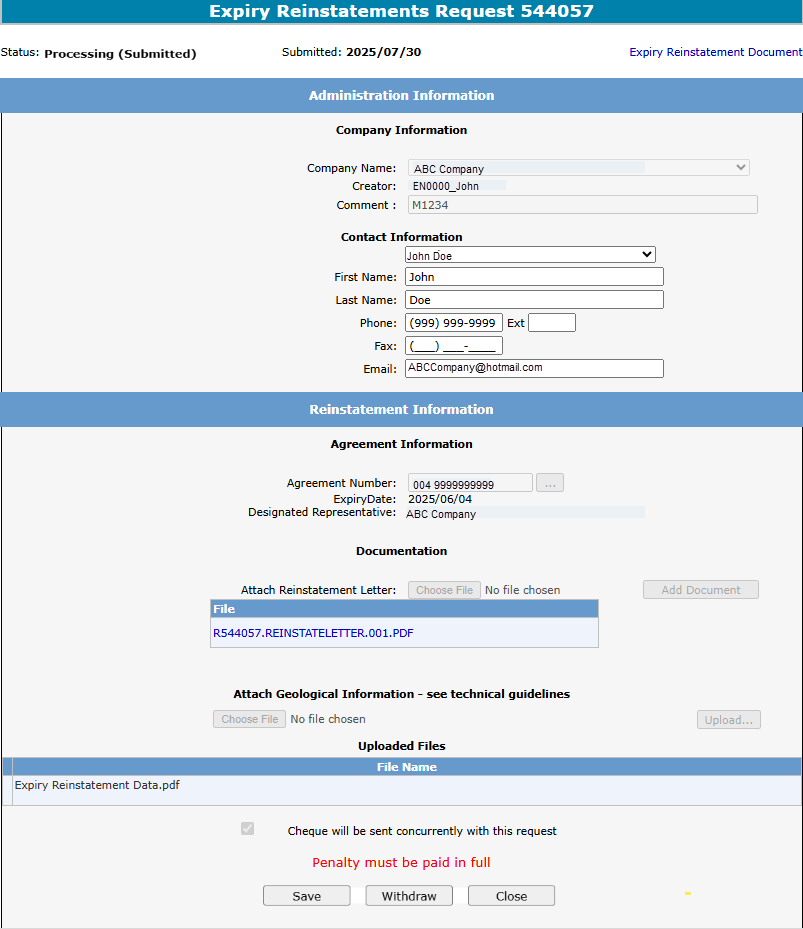 Expiry Reinstatements Request 544057
Status: Processing (Submitted) Submitted: 2025/07/30 Expiry Reinstatement Document
Administration Information
Company Information
Company Name: ABC Company
Creator: EN0000_John
Comment : M1234
Contact Information
John Doe
First Name: John
Last Name: Doe
Phone: (999) 999-9999 Ext
Fax: (___) ___-____
Email: ABCCompany@hotmail.com
Reinstatement Information
Agreement Information
Agreement Number: 004 9999999999 ...
ExpiryDate: 2025/06/04
Designated Representative: ABC Company
Documentation
Attach Reinstatement Letter: Choose File No file chosen Add Document
File
R544057.REINSTATELETTER.001.PDF
Attach Geological Information - see technical guidelines
Choose File No file chosen Upload...
Uploaded Files
File Name
Expiry Reinstatement Data.pdf
Cheque will be sent concurrently with this request
Penalty must be paid in full
Save Withdraw Close